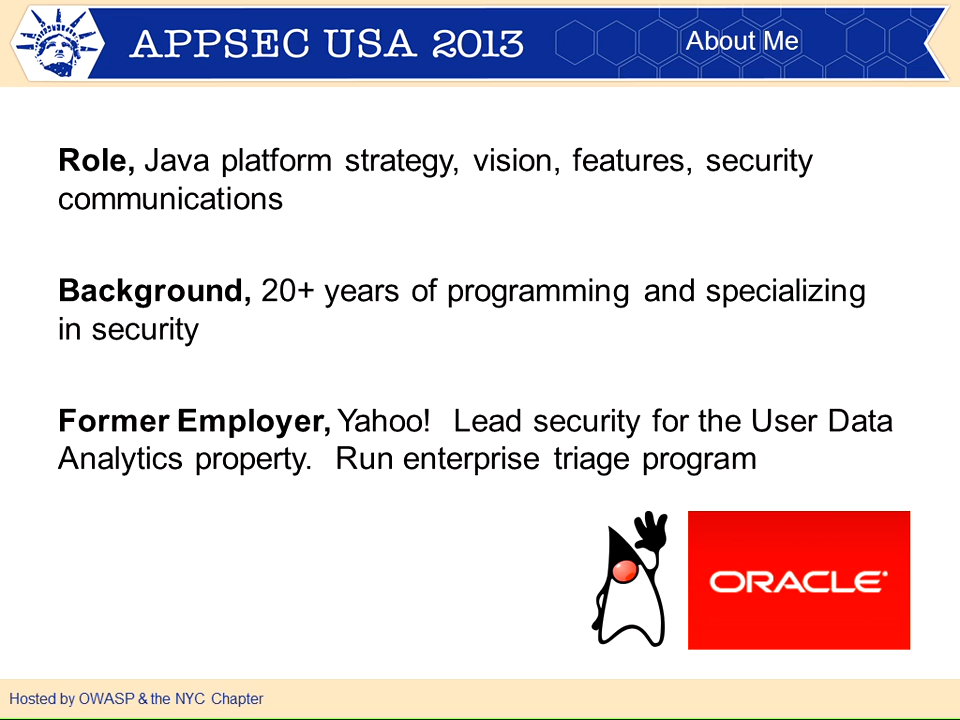 APPSEC USA 2013
About Me
Role, Java platform strategy, vision, features, security
communications
Background, 20+ years of programming and specializing
in security
Former Employer, Yahoo!  Lead security for the User Data
Analytics property.  Run enterprise triage program
ORACLE
Hosted by OWASP & the NYC Chapter